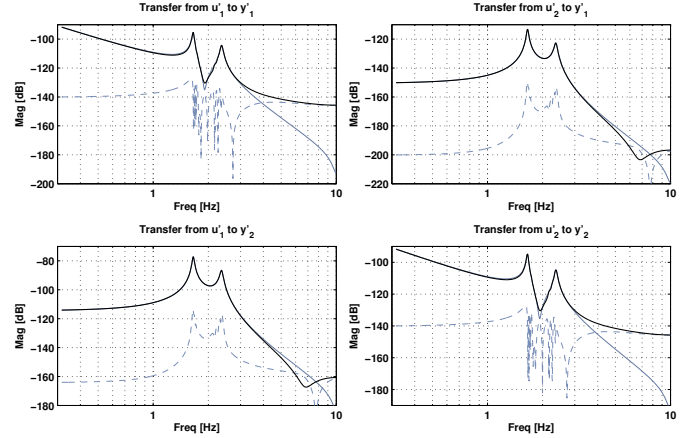 Transfer from u'1 to y'1
Transfer from u'2 to y'1
Mag [dB]
−100
−120
−140
−160
−180
−200
1
10
Freq [Hz]
Mag [dB]
−120
−140
−160
−180
−200
−220
1
10
Freq [Hz]
Transfer from u'1 to y'2
Transfer from u'2 to y'2
Mag [dB]
−80
−100
−120
−140
−160
−180
1
10
Freq [Hz]
Mag [dB]
−100
−120
−140
−160
−180
1
10
Freq [Hz]